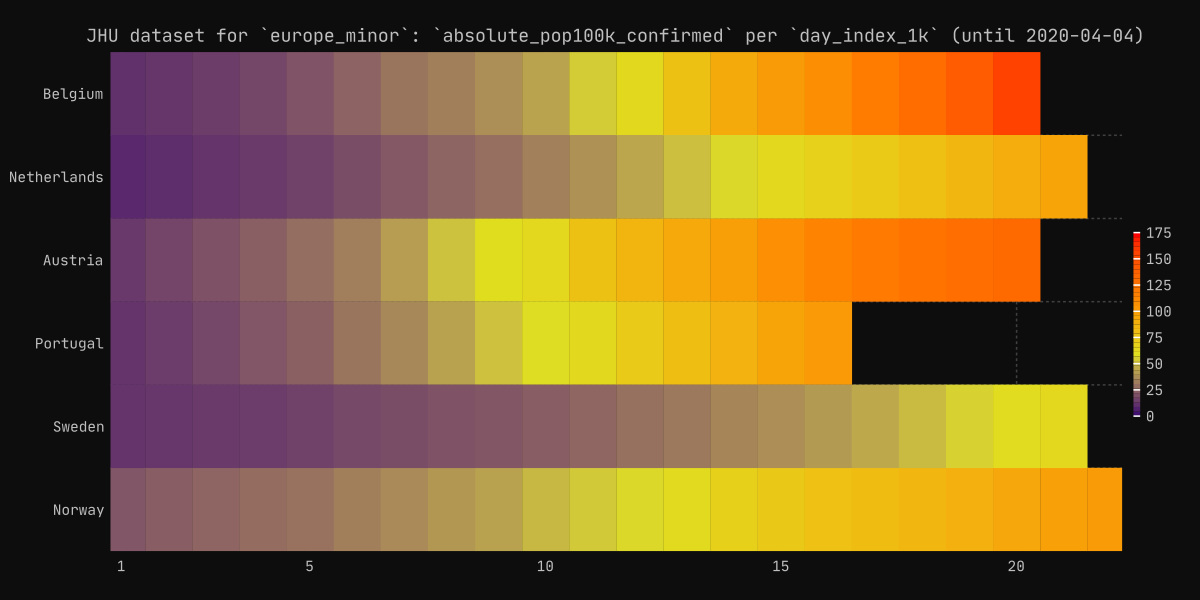 JHU dataset for `europe_minor`: `absolute_pop100k_confirmed` per `day_index_1k` (until 2020-04-04)
Belgium
Netherlands
Austria
Portugal
Sweden
Norway
1 5 10 15 20
175
150
125
100
75
50
25
0